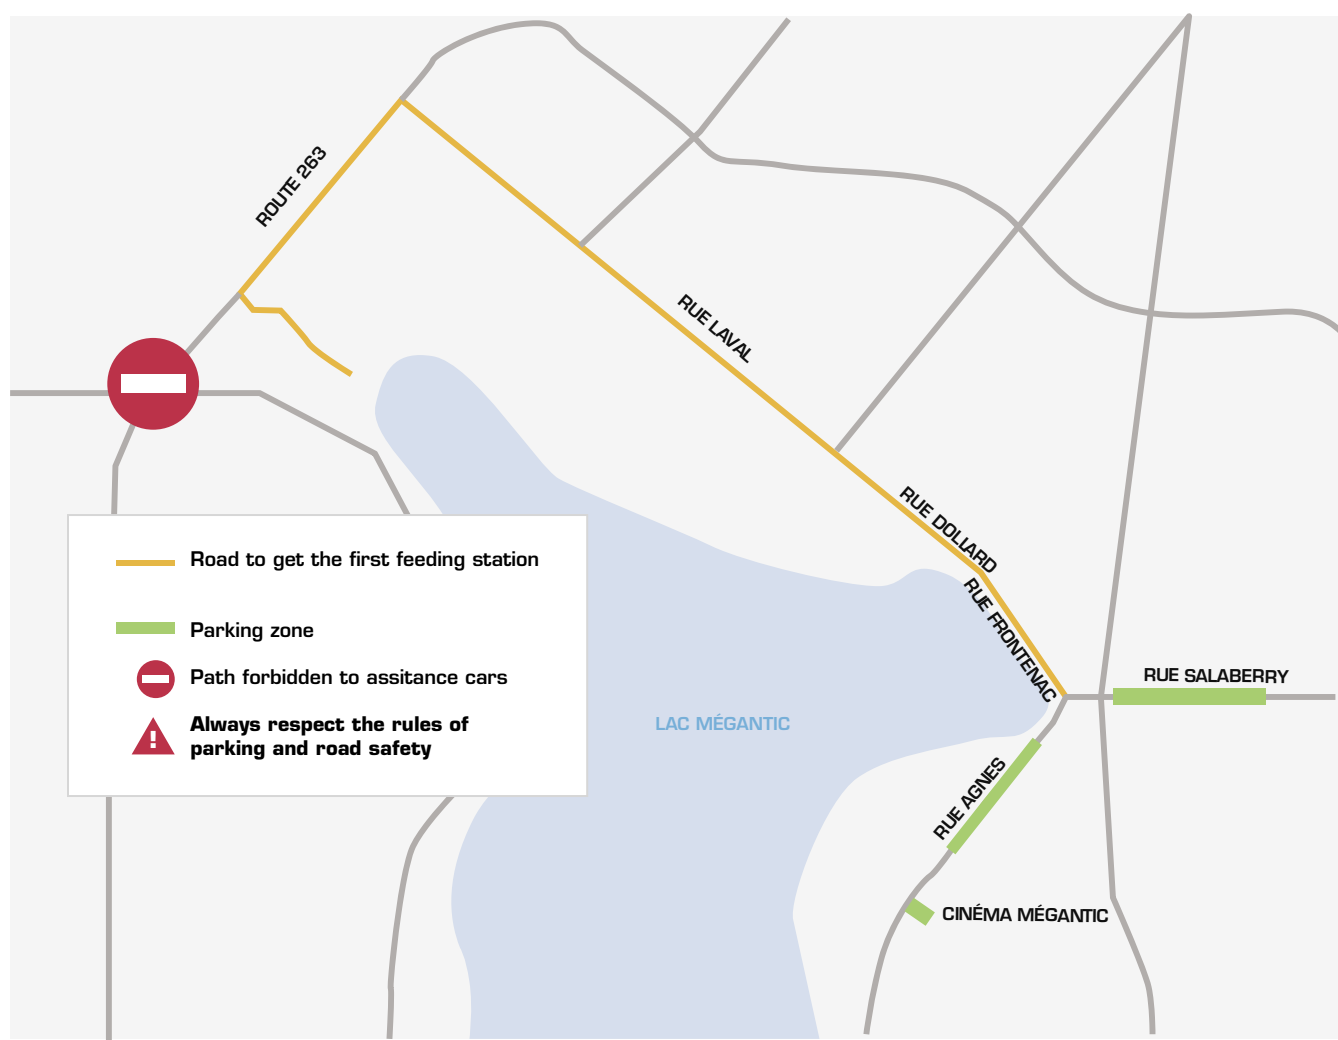 ROUTE 263
RUE LAVAL
RUE DOLLARD
RUE FRONTENAC
Road to get the first feeding station
Parking zone
Path forbidden to assitance cars
!
Always respect the rules of
parking and road safety
LAC MÉGANTIC
RUE SALABERRY
RUE AGNES
CINÉMA MÉGANTIC